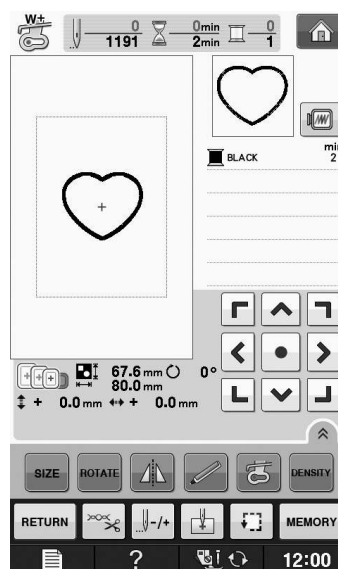 W+
0 0min 0
1191 2min 1
min
BLACK 2
67.6 mm 0°
80.0 mm
+ 0.0 mm + 0.0 mm
SIZE ROTATE DENSITY
RETURN -/+ MEMORY
? 12:00